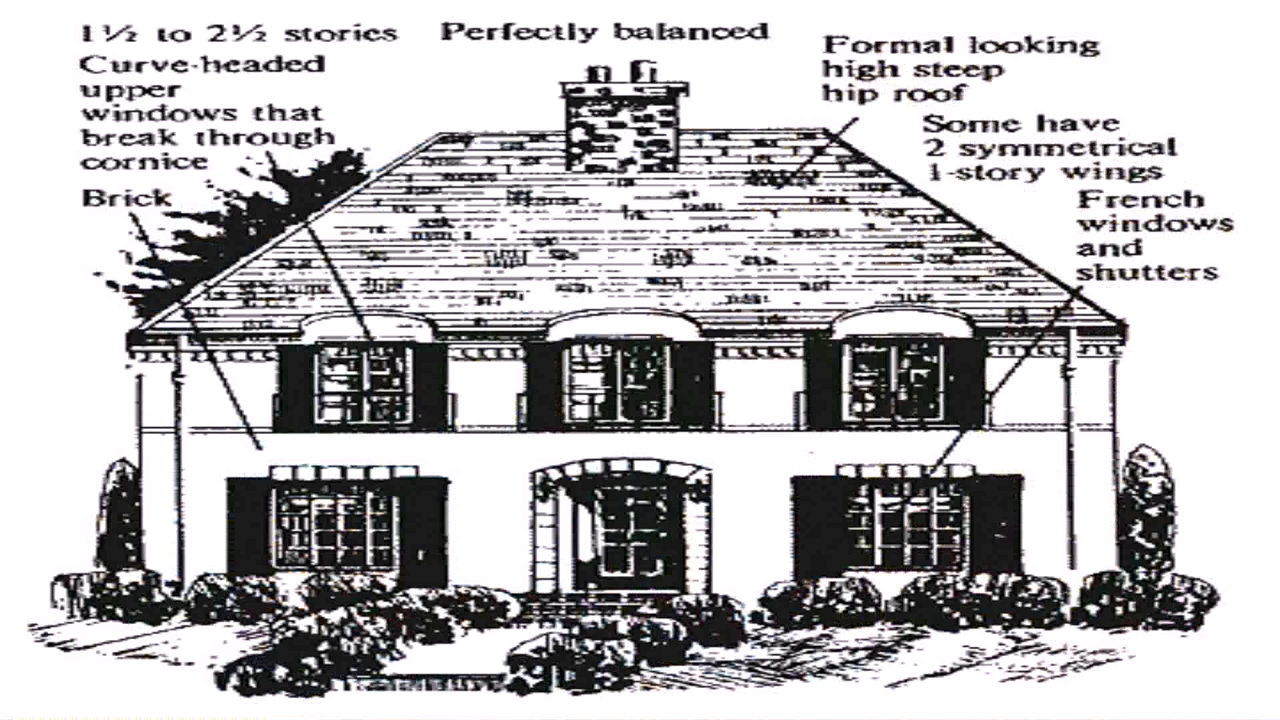 1½ to 2½ stories
Perfectly balanced
Curve-headed
upper
windows that
break through
cornice
Brick
Formal looking
high steep
hip roof
Some have
2 symmetrical
1-story wings
French
windows
and
shutters